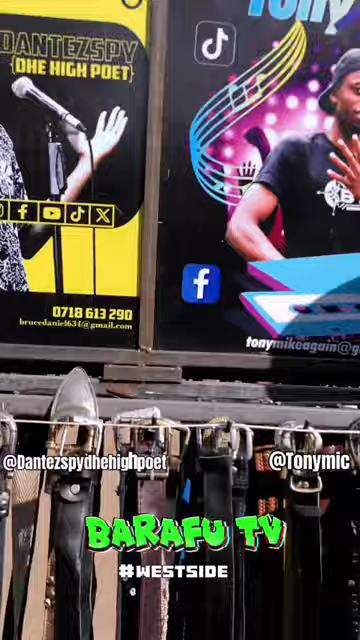 Tony
DANTEZSPY
{DHE HIGH POET}
0718 613 290
brucedaniel634@gmail.com
tonymikeagain@g
@Dantezspydhehighpoet
@Tonymic
BARAFU TV
#WESTSIDE